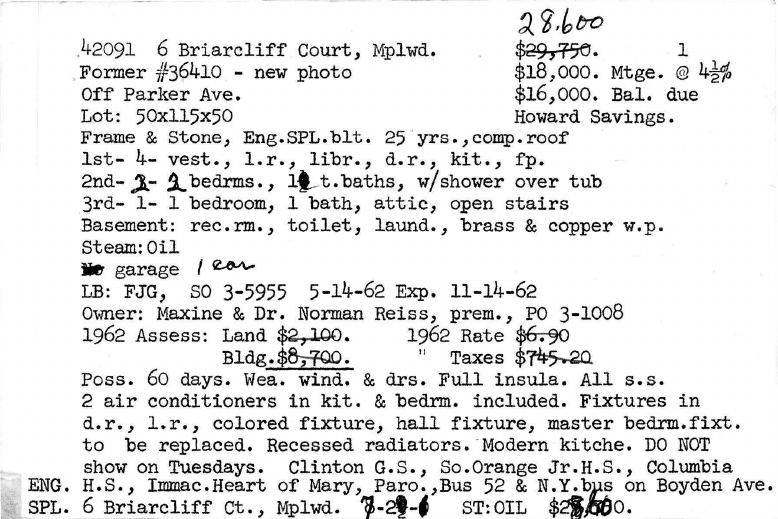 28,600
42091 6 Briarcliff Court, Mplwd. $29,750. 1
Former #36410 - new photo $18,000. Mtge. @ 4½%
Off Parker Ave. $16,000. Bal. due
Lot: 50x115x50 Howard Savings.
Frame & Stone, Eng.SPL.blt. 25 yrs.,comp.roof
1st- 4- vest., l.r., libr., d.r., kit., fp.
2nd- bedrms., t.baths, w/shower over tub
3rd- 1- 1 bedroom, 1 bath, attic, open stairs
Basement: rec.rm., toilet, laund., brass & copper w.p.
Steam:Oil
No garage 1 car
LB: FJG, SO 3-5955 5-14-62 Exp. 11-14-62
Owner: Maxine & Dr. Norman Reiss, prem., PO 3-1008
1962 Assess: Land $2,100. 1962 Rate $6.90
Bldg.$8,700. " Taxes $745.20
Poss. 60 days. Wea. wind. & drs. Full insula. All s.s.
2 air conditioners in kit. & bedrm. included. Fixtures in
d.r., l.r., colored fixture, hall fixture, master bedrm.fixt.
to be replaced. Recessed radiators. Modern kitche. DO NOT
show on Tuesdays. Clinton G.S., So.Orange Jr.H.S., Columbia
ENG. H.S., Immac.Heart of Mary, Paro.,Bus 52 & N.Y.bus on Boyden Ave.
SPL. 6 Briarcliff Ct., Mplwd. ST:OIL